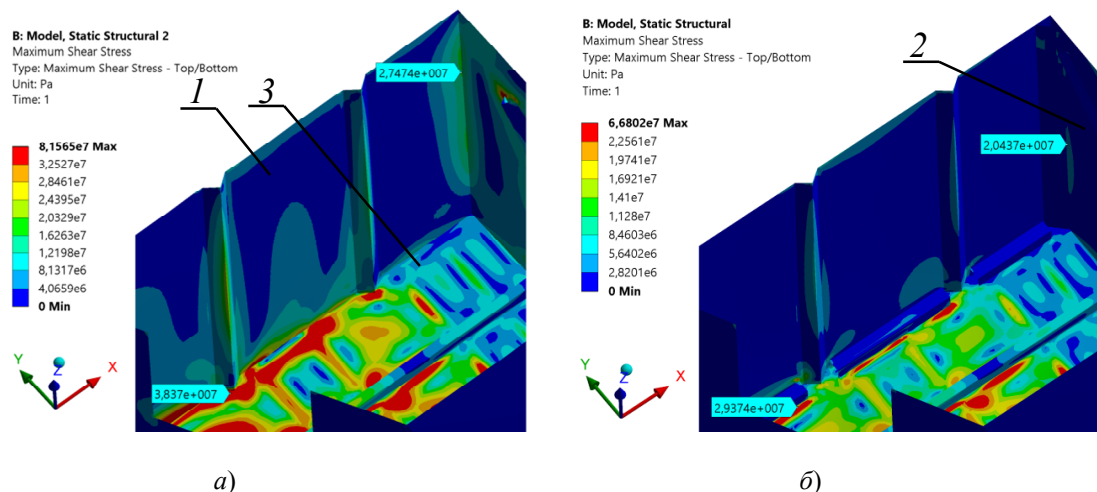 B: Model, Static Structural 2
Maximum Shear Stress
Type: Maximum Shear Stress - Top/Bottom
Unit: Pa
Time: 1
1
3
2,7474e+007
8,1565e7 Max
3,2527e7
2,8461e7
2,4395e7
2,0329e7
1,6263e7
1,2198e7
8,1317e6
4,0659e6
0 Min
Y
Z
X
3,837e+007
а)
B: Model, Static Structural
Maximum Shear Stress
Type: Maximum Shear Stress - Top/Bottom
Unit: Pa
Time: 1
2
2,0437e+007
6,6802e7 Max
2,2561e7
1,9741e7
1,6921e7
1,41e7
1,128e7
8,4603e6
5,6402e6
2,8201e6
0 Min
Y
Z
X
2,9374e+007
б)